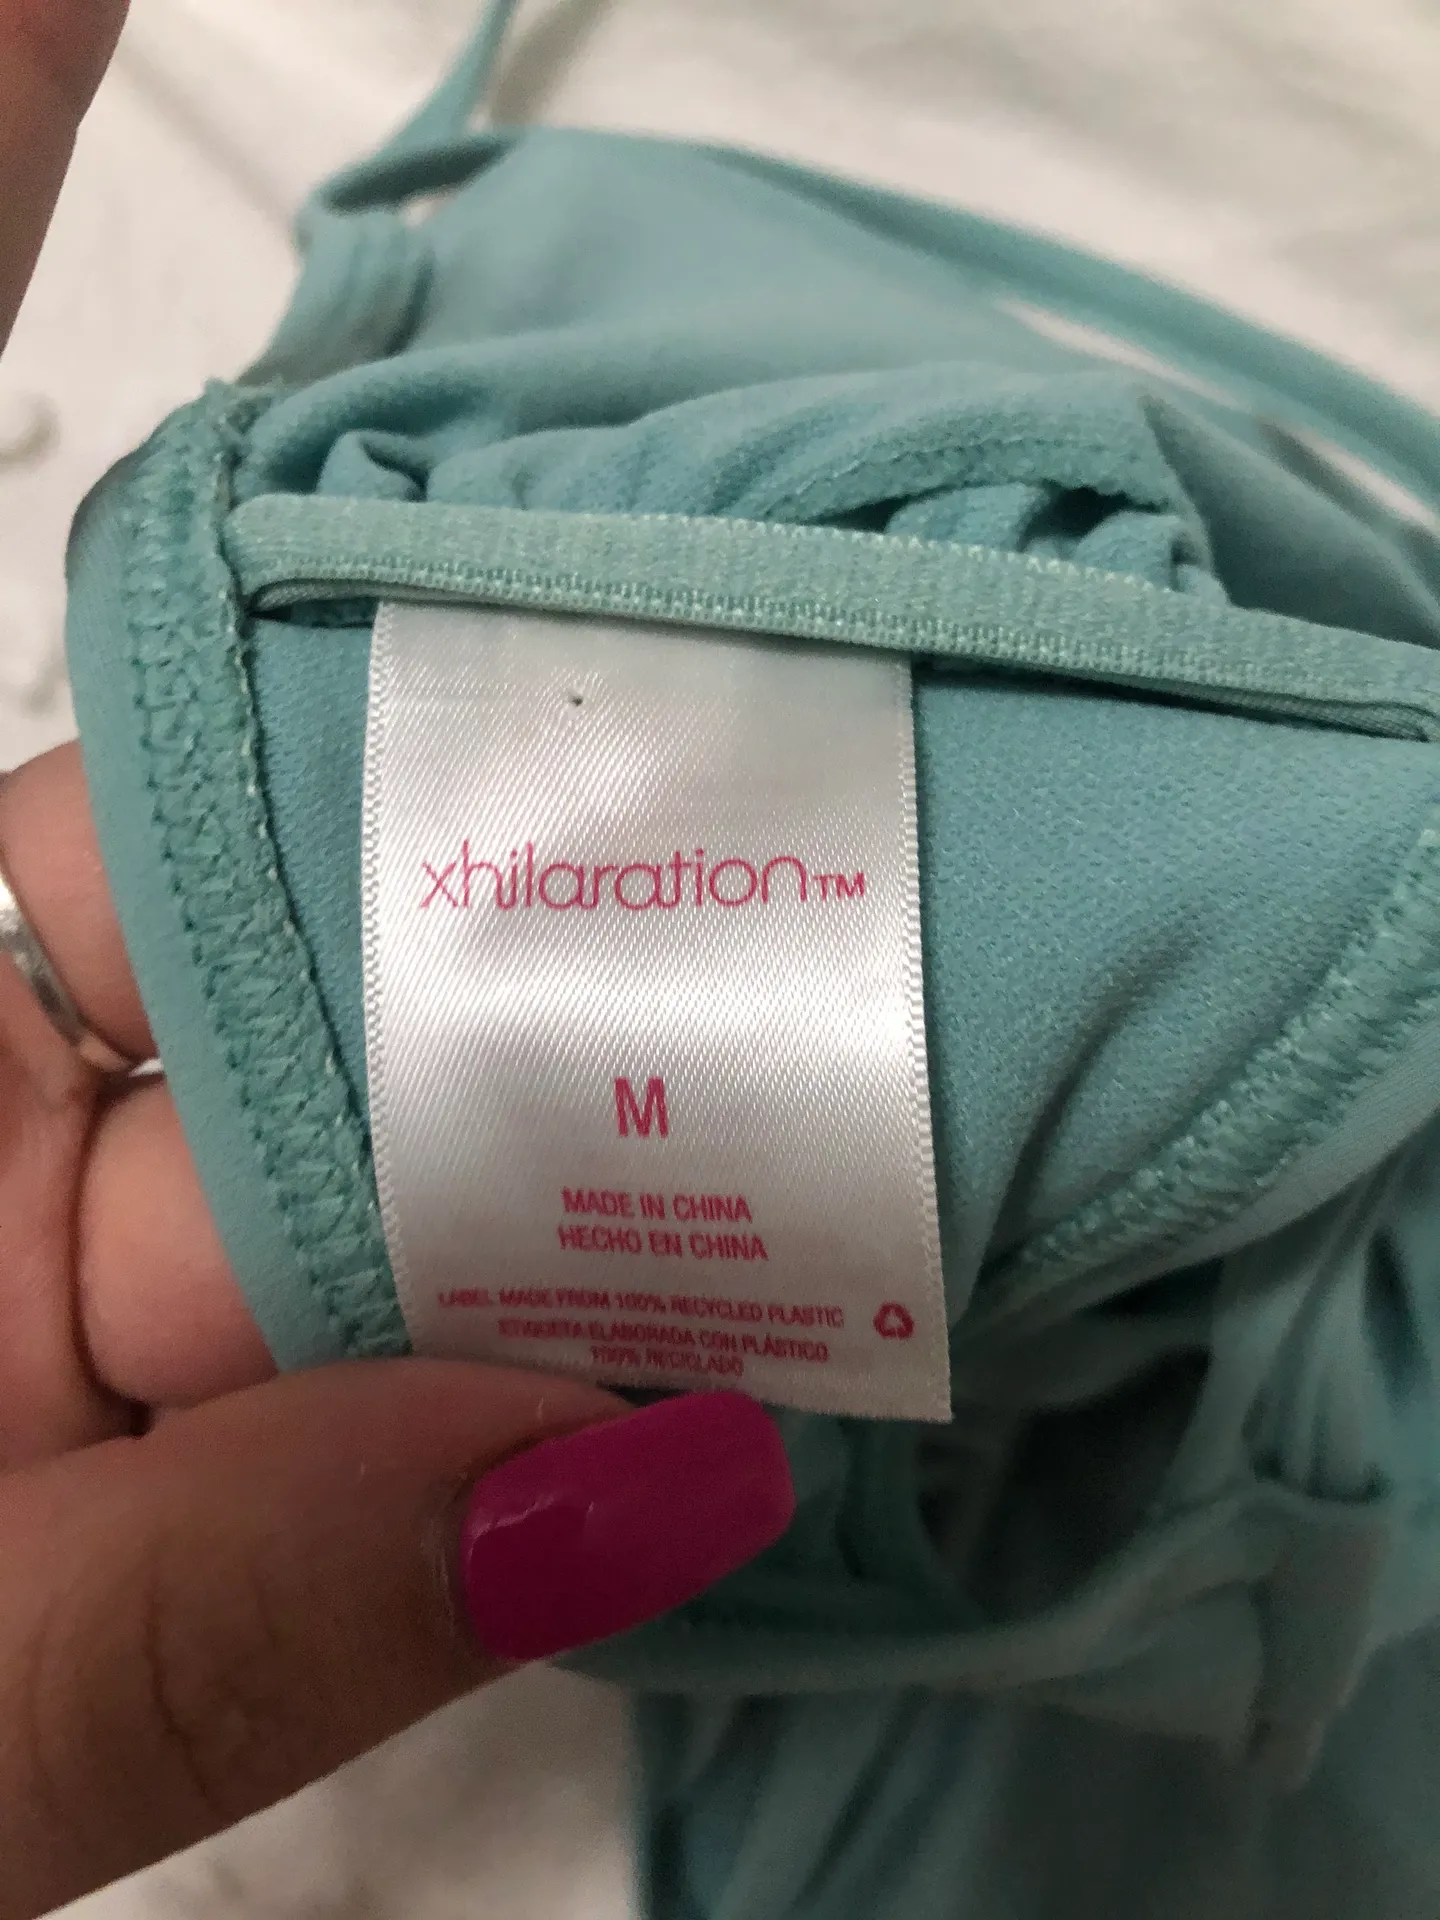 xhilaration™
M
MADE IN CHINA
HECHO EN CHINA
LABEL MADE FROM 100% RECYCLED PLASTIC
ETIQUETA ELABORADA CON PLÁSTICO
100% RECICLADO